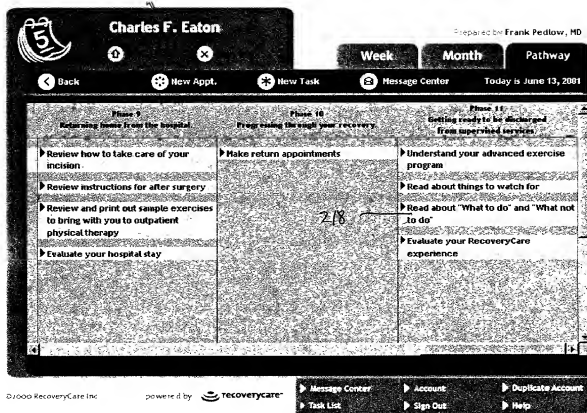 5
Charles F. Eaton
Prepared by Frank Pedlow, MD
Week
Month
Pathway
Back
New Appt.
New Task
Message Center
Today is June 13, 2001
Phase 9
Returning home from the hospital
Phase 10
Progressing through your recovery
Phase 11
Getting ready to be discharged
from supervised services
Review how to take care of your
incision
Review instructions for after surgery
Review and print out sample exercises
to bring with you to outpatient
physical therapy
Evaluate your hospital stay
Make return appointments
Understand your advanced exercise
program
Read about things to watch for
Read about "What to do" and "What not
to do"
Evaluate your RecoveryCare
experience
218
©2000 RecoveryCare Inc
powered by recoverycare
Message Center
Account
Duplicate Account
Task List
Sign Out
Help